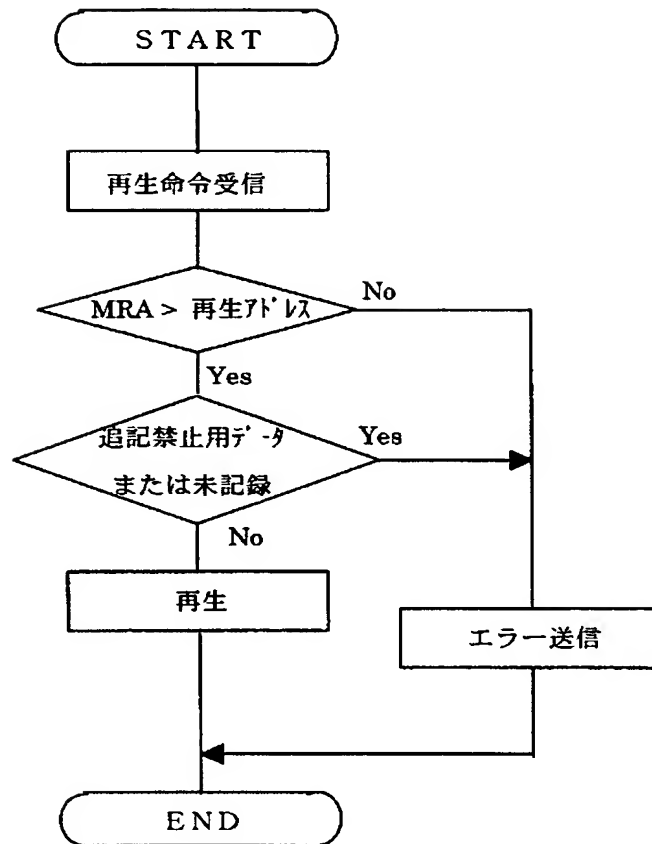 START
再生命令受信
MRA > 再生ｱﾄﾞﾚｽ
No
Yes
追記禁止用ﾃﾞｰﾀ
または未記録
Yes
No
再生
エラー送信
END